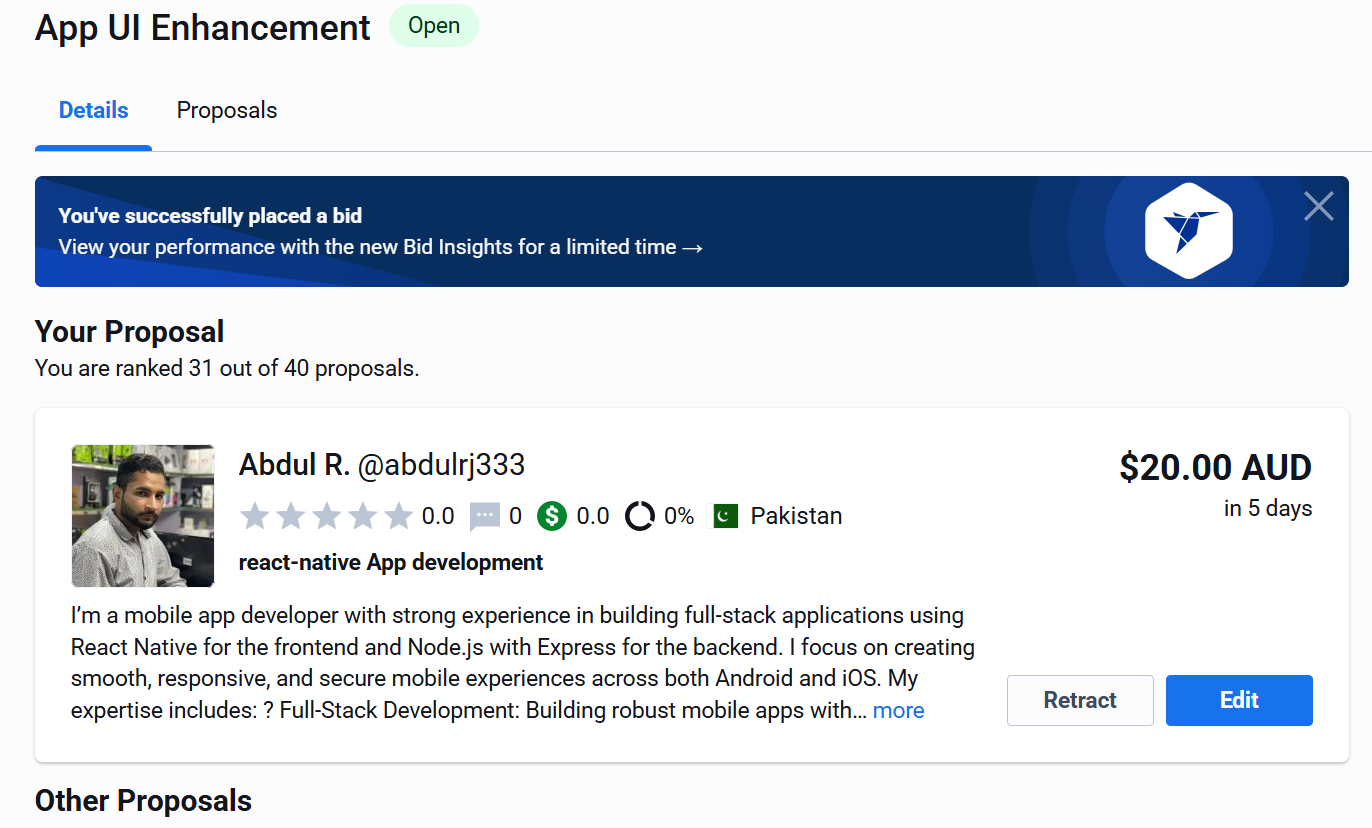 App UI Enhancement Open
Details Proposals
You've successfully placed a bid
View your performance with the new Bid Insights for a limited time →
Your Proposal
You are ranked 31 out of 40 proposals.
Abdul R. @abdulrj333
$20.00 AUD
0.0 0 $ 0.0 0% Pakistan
in 5 days
react-native App development
I’m a mobile app developer with strong experience in building full-stack applications using
React Native for the frontend and Node.js with Express for the backend. I focus on creating
smooth, responsive, and secure mobile experiences across both Android and iOS. My
expertise includes: ? Full-Stack Development: Building robust mobile apps with... more
Retract Edit
Other Proposals